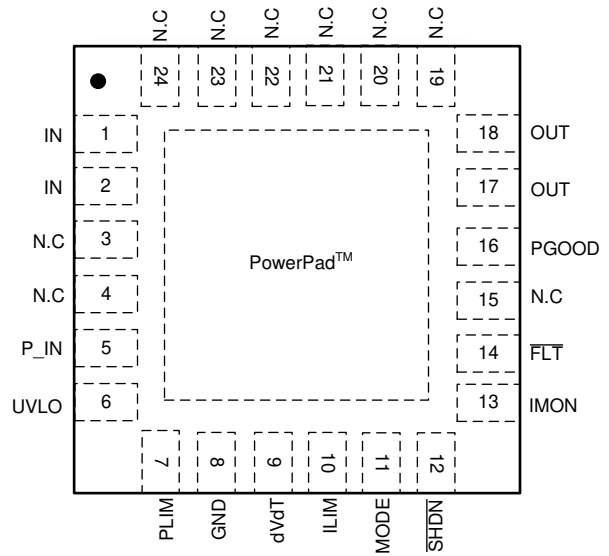 N.C N.C N.C N.C N.C N.C
24 23 22 21 20 19
IN 1
IN 2
N.C 3
N.C 4
P_IN 5
UVLO 6
PowerPad™
18 OUT
17 OUT
16 PGOOD
15 N.C
14 F̅L̅T̅
13 IMON
7 8 9 10 11 12
PLIM GND dVdT ILIM MODE S̅H̅D̅N̅